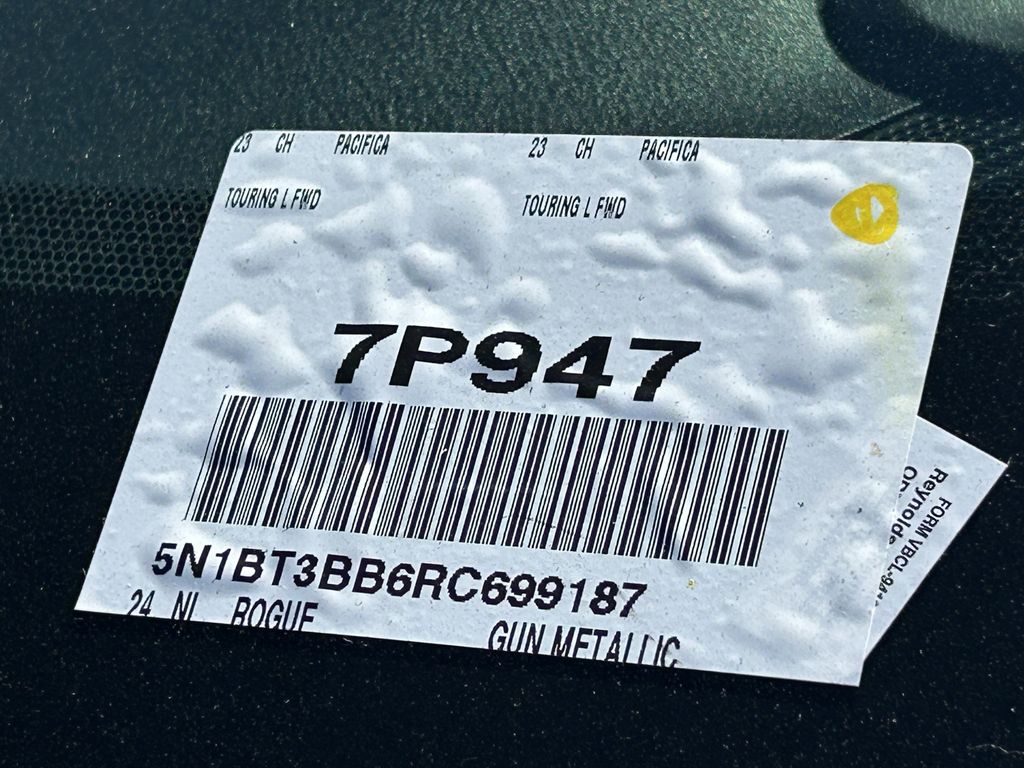 23 CH PACIFICA 23 CH PACIFICA
TOURING L FWD TOURING L FWD
7P947
5N1BT3BB6RC699187
24 NI ROGUE
GUN METALLIC
FORM VBCL-94
Reynolds